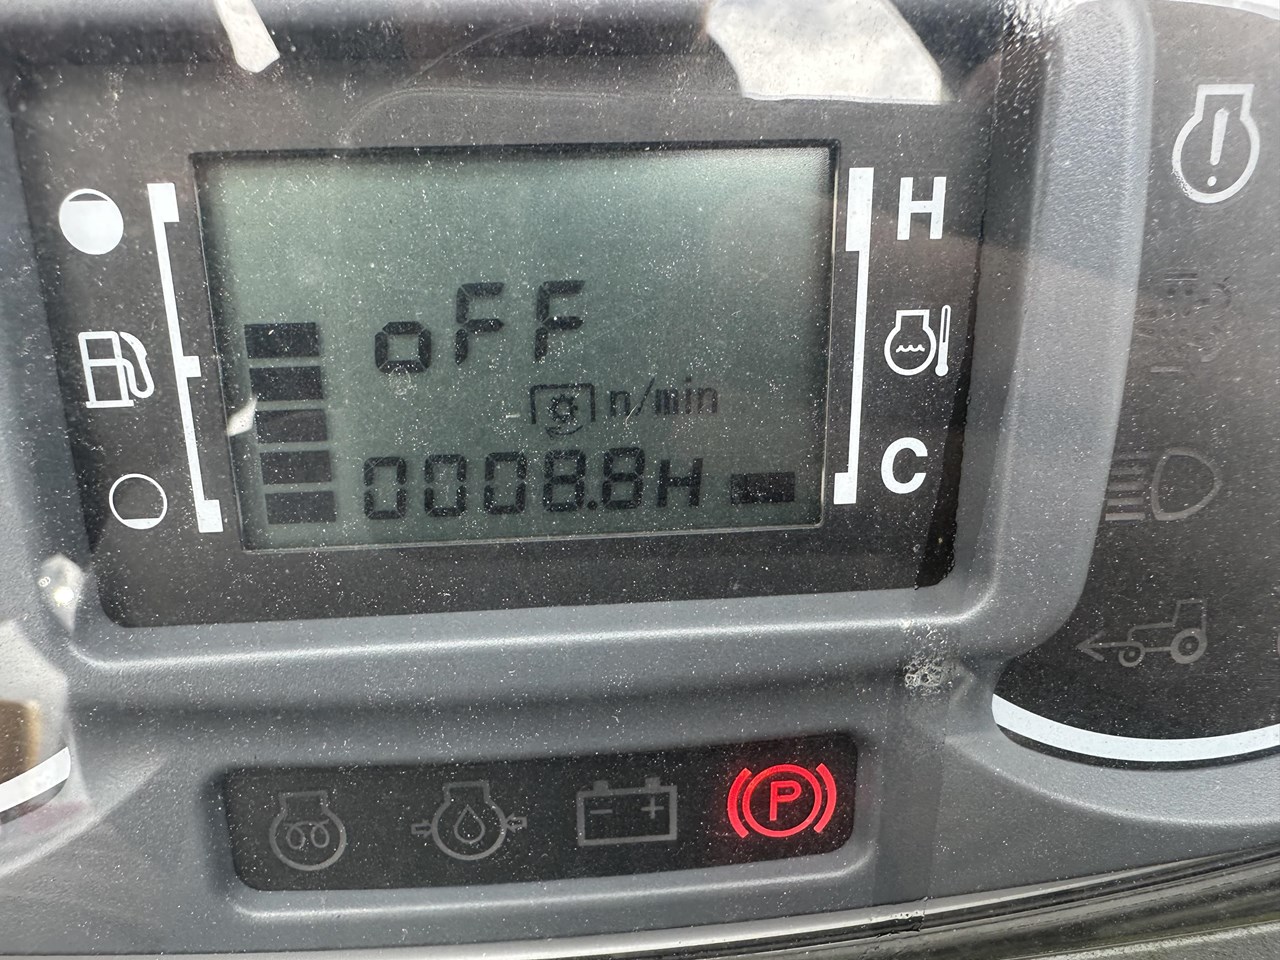 H
oFF
n/min
0008.8H
C
- +
P
!